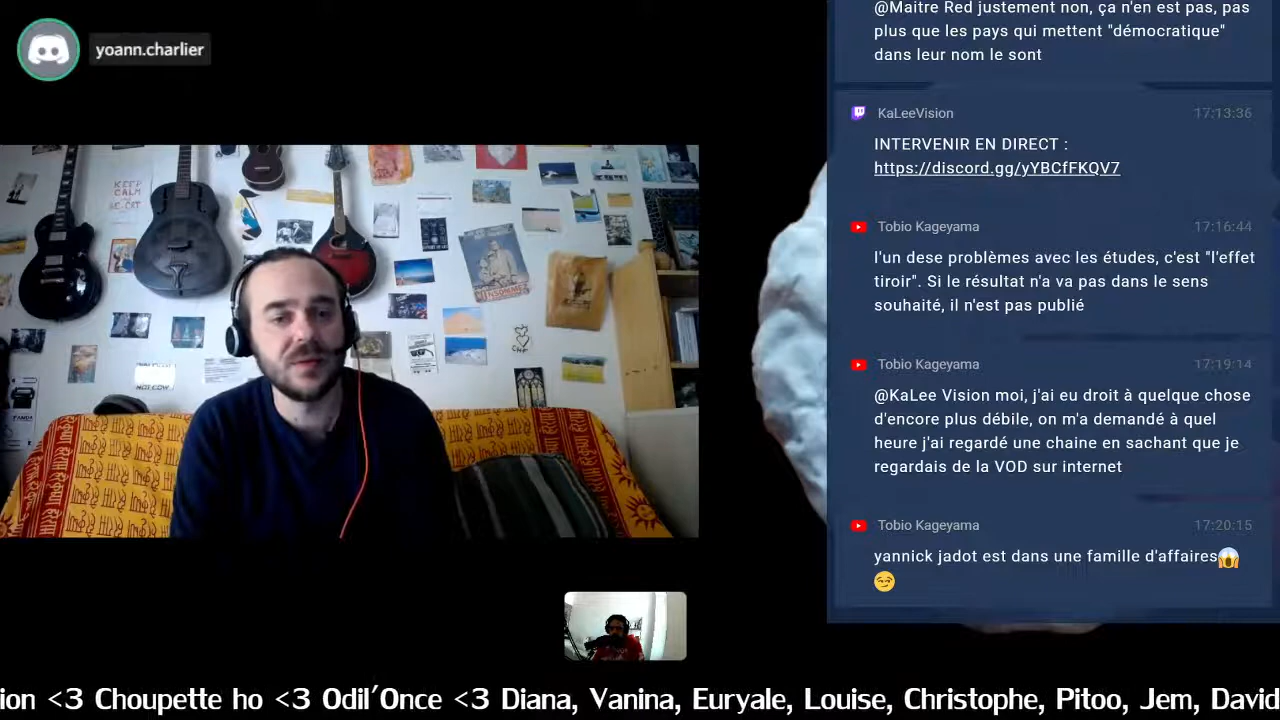 yoann.charlier
KEEP
CALM
INSOMNIES
@Maitre Red justement non, ça n'en est pas, pas
plus que les pays qui mettent "démocratique"
dans leur nom le sont
KaLeeVision 17:13:36
INTERVENIR EN DIRECT :
https://discord.gg/yYBCfFKQV7
Tobio Kageyama 17:16:44
l'un dese problèmes avec les études, c'est "l'effet
tiroir". Si le résultat n'a va pas dans le sens
souhaité, il n'est pas publié
Tobio Kageyama 17:19:14
@KaLee Vision moi, j'ai eu droit à quelque chose
d'encore plus débile, on m'a demandé à quel
heure j'ai regardé une chaine en sachant que je
regardais de la VOD sur internet
Tobio Kageyama 17:20:15
yannick jadot est dans une famille d'affaires😱
😏
ion <3 Choupette ho <3 Odil'Once <3 Diana, Vanina, Euryale, Louise, Christophe, Pitoo, Jem, David